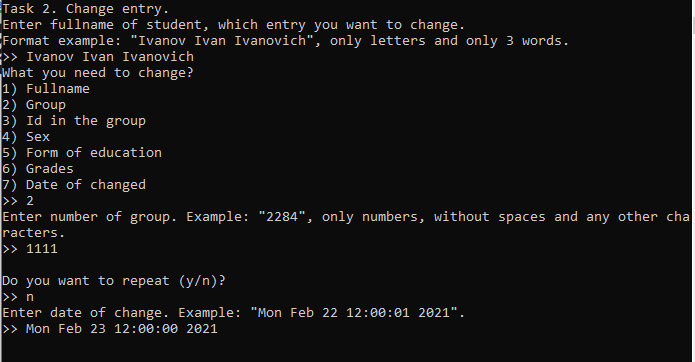 Task 2. Change entry.
Enter fullname of student, which entry you want to change.
Format example: "Ivanov Ivan Ivanovich", only letters and only 3 words.
>> Ivanov Ivan Ivanovich
What you need to change?
1) Fullname
2) Group
3) Id in the group
4) Sex
5) Form of education
6) Grades
7) Date of changed
>> 2
Enter number of group. Example: "2284", only numbers, without spaces and any other cha
racters.
>> 1111
Do you want to repeat (y/n)?
>> n
Enter date of change. Example: "Mon Feb 22 12:00:01 2021".
>> Mon Feb 23 12:00:00 2021